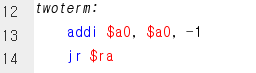 12 twoterm:
13 addi $a0, $a0, -1
14 jr $ra